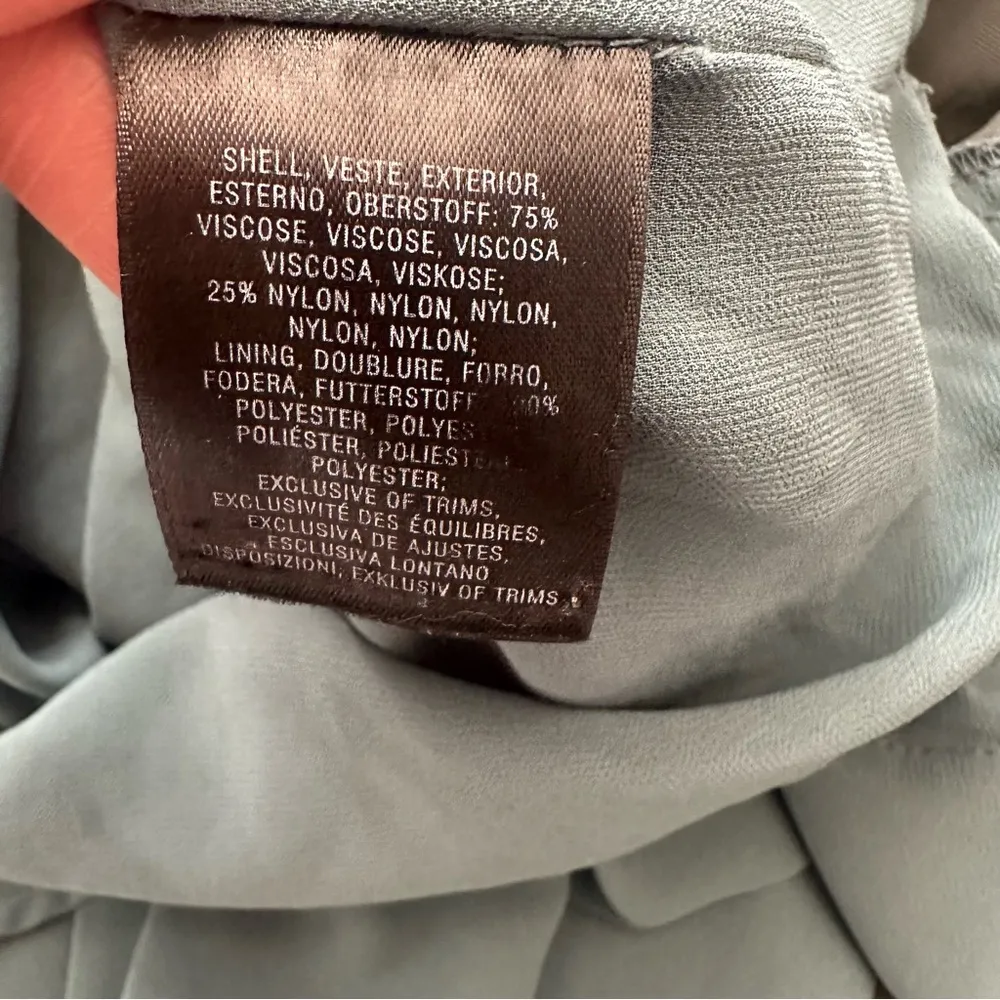 SHELL, VESTE, EXTERIOR,
ESTERNO, OBERSTOFF: 75%
VISCOSE, VISCOSE, VISCOSA,
VISCOSA, VISKOSE;
25% NYLON, NYLON, NYLON,
NYLON, NYLON;
LINING, DOUBLURE, FORRO,
FODERA, FUTTERSTOFF
POLYESTER,
POLIÉSTER,
POLYESTER;
EXCLUSIVE OF TRIMS,
EXCLUSIVITÉ DES ÉQUILIBRES,
EXCLUSIVA DE AJUSTES,
ESCLUSIVA LONTANO
DISPOSIZIONI, EXKLUSIV OF TRIMS